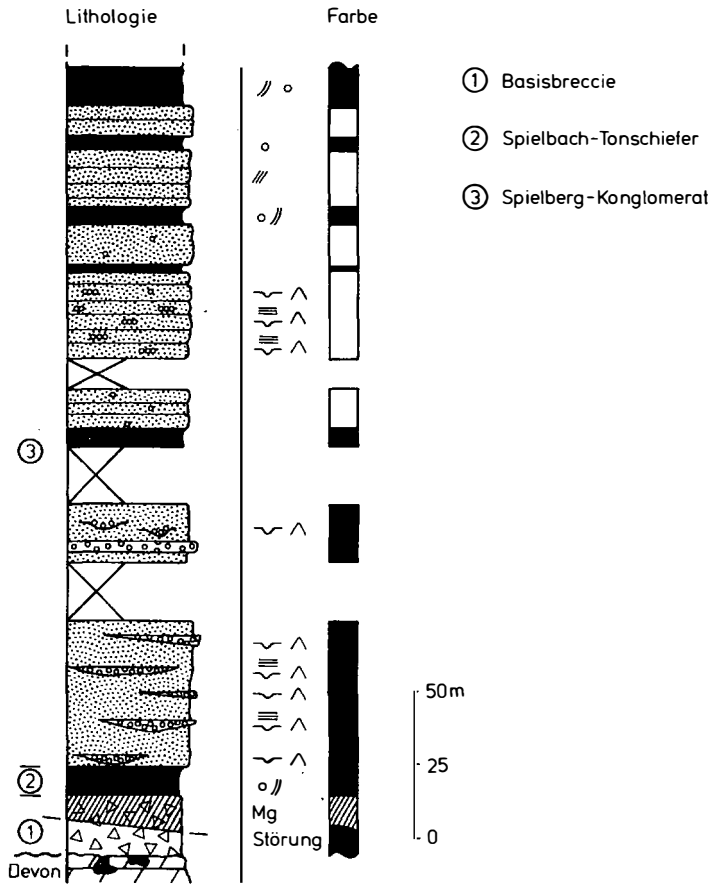 Lithologie
Farbe
① Basisbreccie
② Spielbach-Tonschiefer
③ Spielberg-Konglomerat
③
50m
25
②
Mg
①
Störung
0
Devon